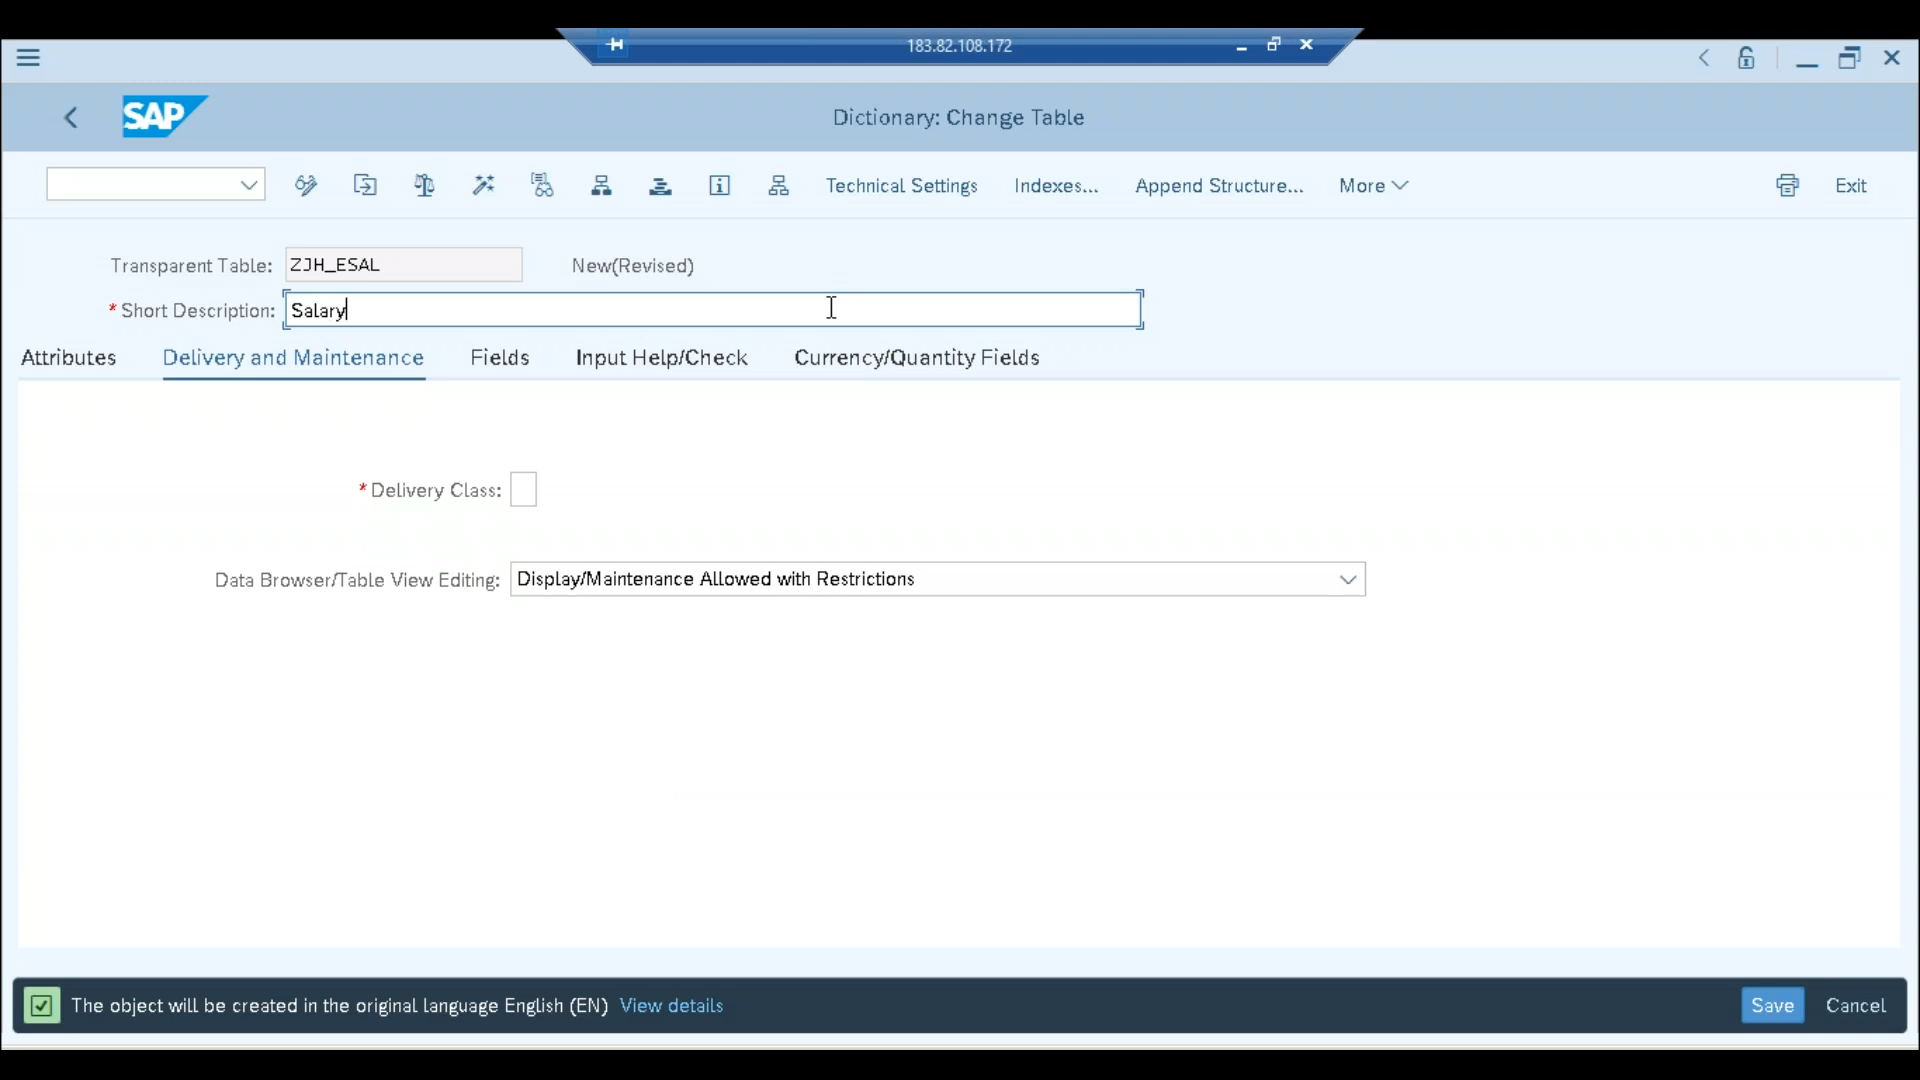 183.82.108.172
SAP
Dictionary: Change Table
Technical Settings Indexes... Append Structure... More Exit
Transparent Table: ZJH_ESAL New(Revised)
* Short Description: Salary
Attributes Delivery and Maintenance Fields Input Help/Check Currency/Quantity Fields
* Delivery Class:
Data Browser/Table View Editing: Display/Maintenance Allowed with Restrictions
The object will be created in the original language English (EN) View details Save Cancel